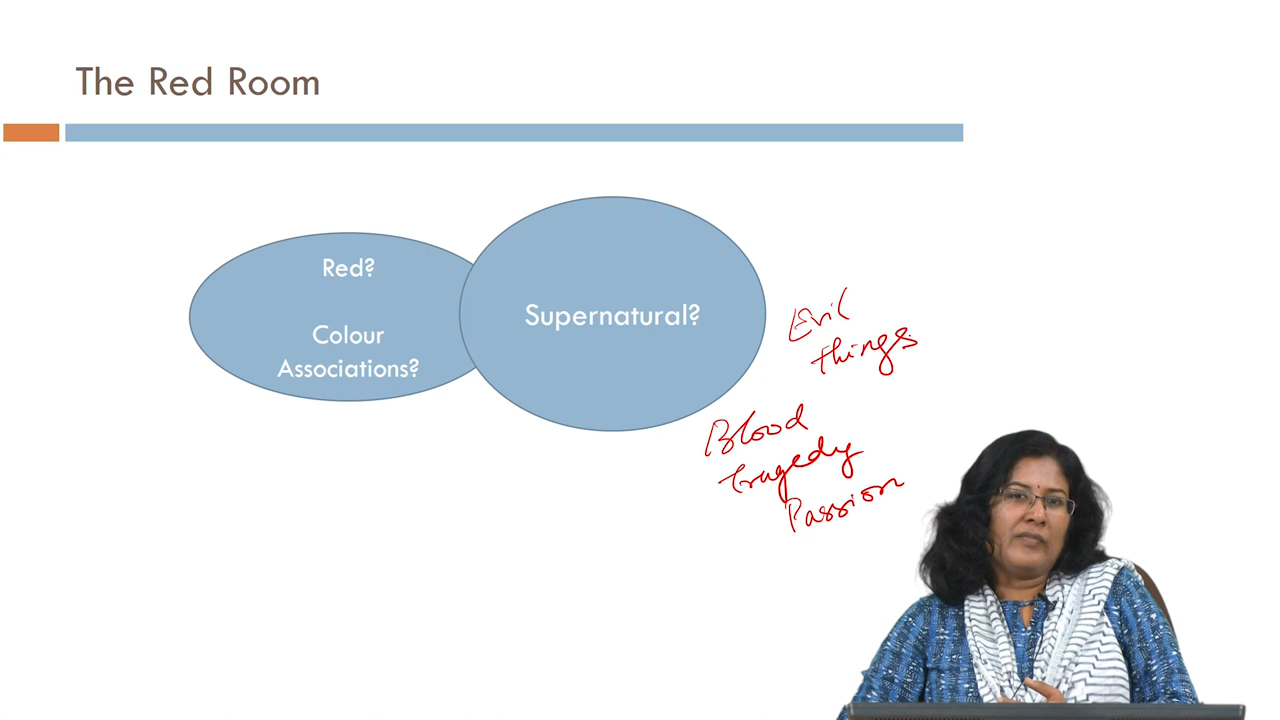 The Red Room
Red?
Colour
Associations?
Supernatural?
Evil
things
Blood
tragedy
Passion